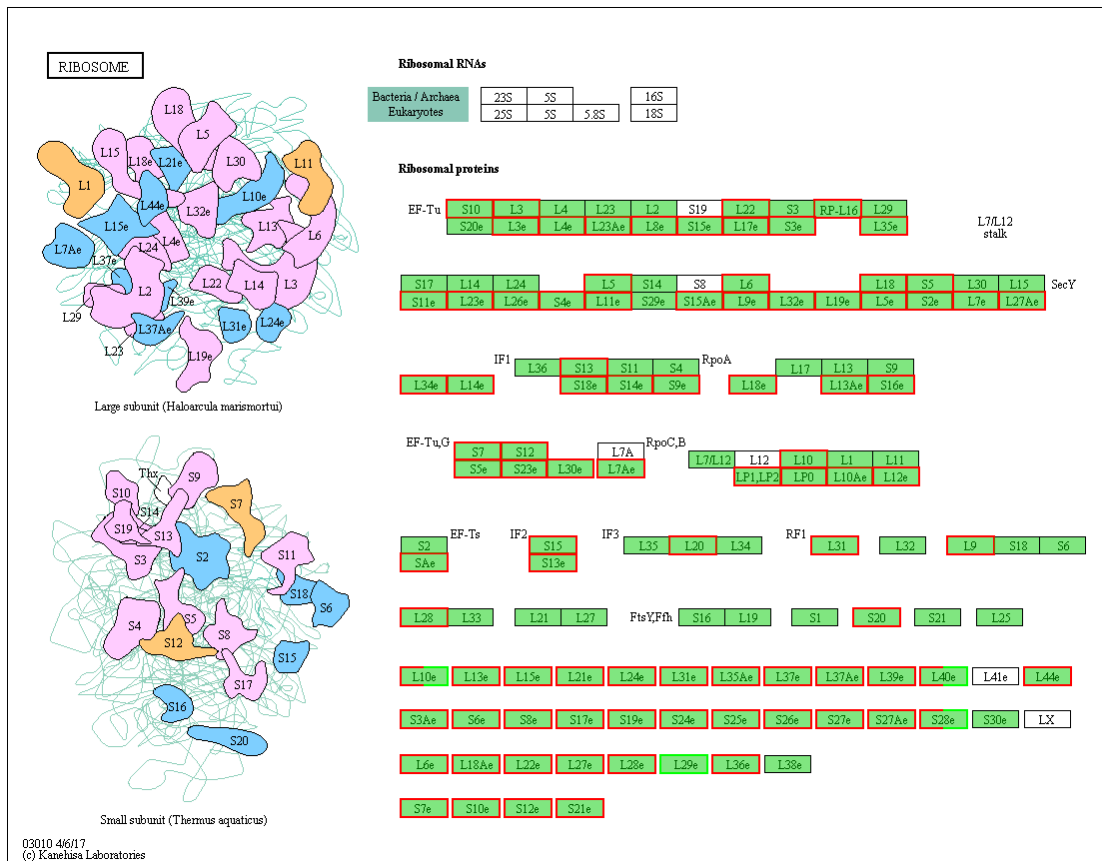 RIBOSOME
L18
L5
L15
L18e
L21e
L30
L11
L1
L10e
L44e
L32e
L15e
L13
L6
L7Ae
L4e
L24
L37e
L22
L14
L3
L2
L39e
L29
L37Ae
L31e
L24e
L23
L19e
Large subunit (Haloarcula marismortui)
Thx
S9
S10
S7
S14
S19
S13
S3
S2
S11
S18
S6
S4
S5
S8
S12
S15
S17
S16
S20
Small subunit (Thermus aquaticus)
03010 4/6/17
(c) Kanehisa Laboratories
Ribosomal RNAs
Bacteria / Archaea 23S 5S 16S
Eukaryotes 25S 5S 5.8S 18S
Ribosomal proteins
EF-Tu S10 L3 L4 L23 L2 S19 L22 S3 RP-L16 L29
S20e L3e L4e L23Ae L8e S15e L17e S3e L35e
L7/L12
stalk
S17 L14 L24 L5 S14 S8 L6 L18 S5 L30 L15 SecY
S11e L23e L26e S4e L11e S29e S15Ae L9e L32e L19e L5e S2e L7e L27Ae
IF1 L36 S13 S11 S4 RpoA L17 L13 S9
L34e L14e S18e S14e S9e L18e L13Ae S16e
EF-Tu,G S7 S12 L7A RpoC,B L7/L12 L12 L10 L1 L11
S5e S23e L30e L7Ae LP1,LP2 LP0 L10Ae L12e
S2 EF-Ts IF2 S15 IF3 L35 L20 L34 RF1 L31 L32 L9 S18 S6
SAe S13e
L28 L33 L21 L27 FtsY,Ffh S16 L19 S1 S20 S21 L25
L10e L13e L15e L21e L24e L31e L35Ae L37e L37Ae L39e L40e L41e L44e
S3Ae S6e S8e S17e S19e S24e S25e S26e S27e S27Ae S28e S30e LX
L6e L18Ae L22e L27e L28e L29e L36e L38e
S7e S10e S12e S21e